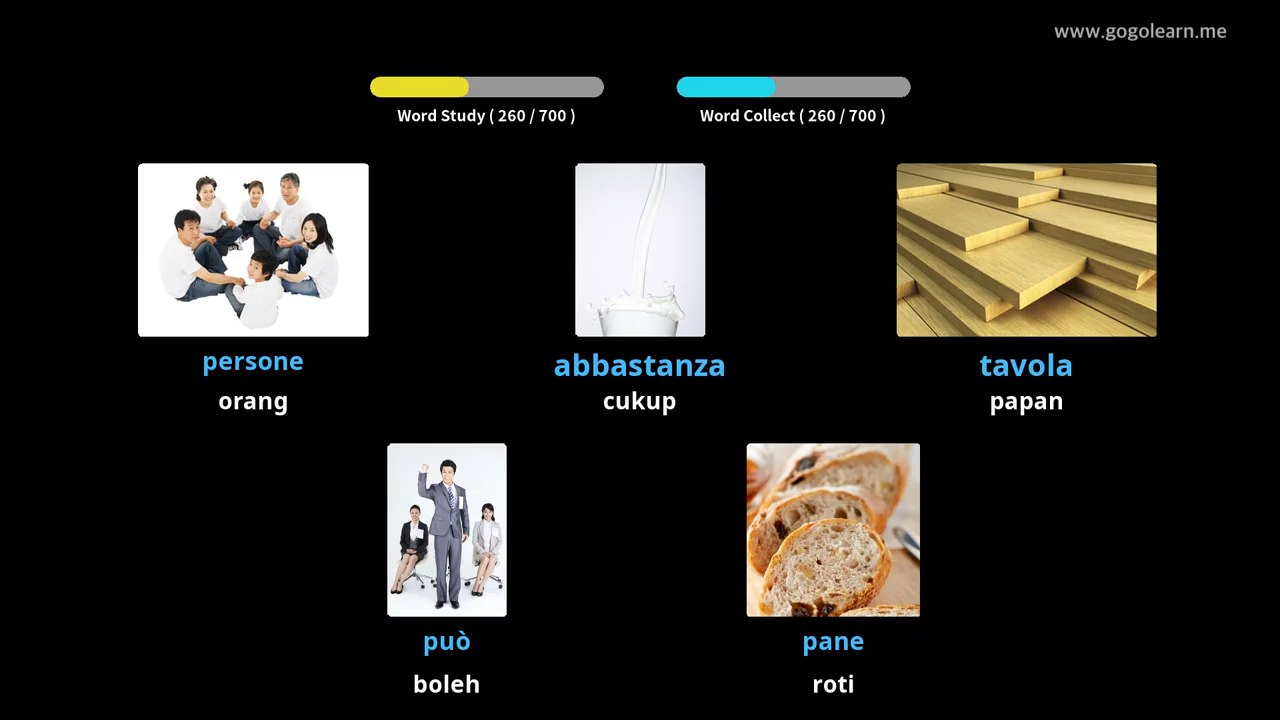 www.gogolearn.me
Word Study ( 260 / 700 )
Word Collect ( 260 / 700 )
persone
orang
abbastanza
cukup
tavola
papan
può
boleh
pane
roti